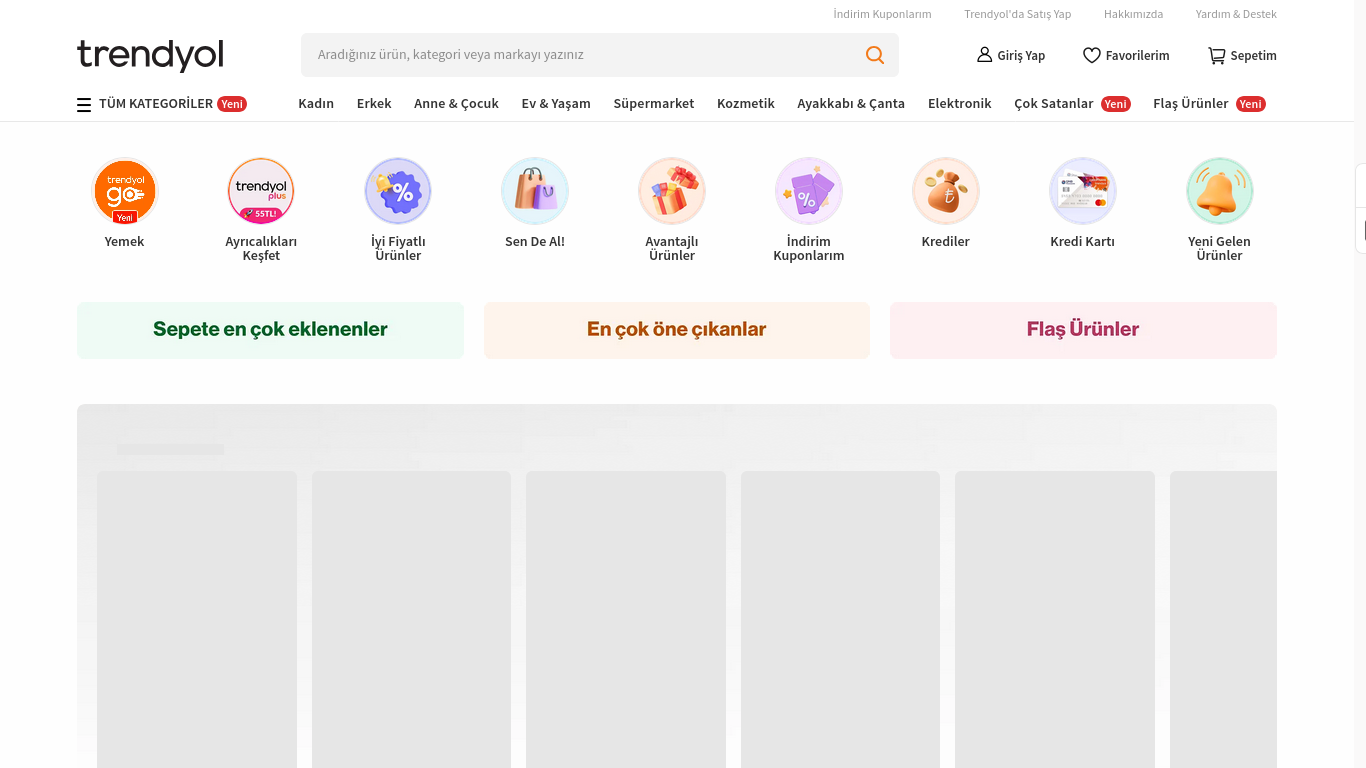 İndirim Kuponlarım Trendyol'da Satış Yap Hakkımızda Yardım & Destek
trendyol
Aradığınız ürün, kategori veya markayı yazınız
Giriş Yap Favorilerim Sepetim
TÜM KATEGORİLER Yeni Kadın Erkek Anne & Çocuk Ev & Yaşam Süpermarket Kozmetik Ayakkabı & Çanta Elektronik Çok Satanlar Yeni Flaş Ürünler Yeni
trendyol
go
Yeni
Yemek
trendyol
plus
55TL!
Ayrıcalıkları
Keşfet
%
İyi Fiyatlı
Ürünler
Sen De Al!
Avantajlı
Ürünler
%
İndirim
Kuponlarım
₺
Krediler
Kredi Kartı
Yeni Gelen
Ürünler
Sepete en çok eklenenler
En çok öne çıkanlar
Flaş Ürünler